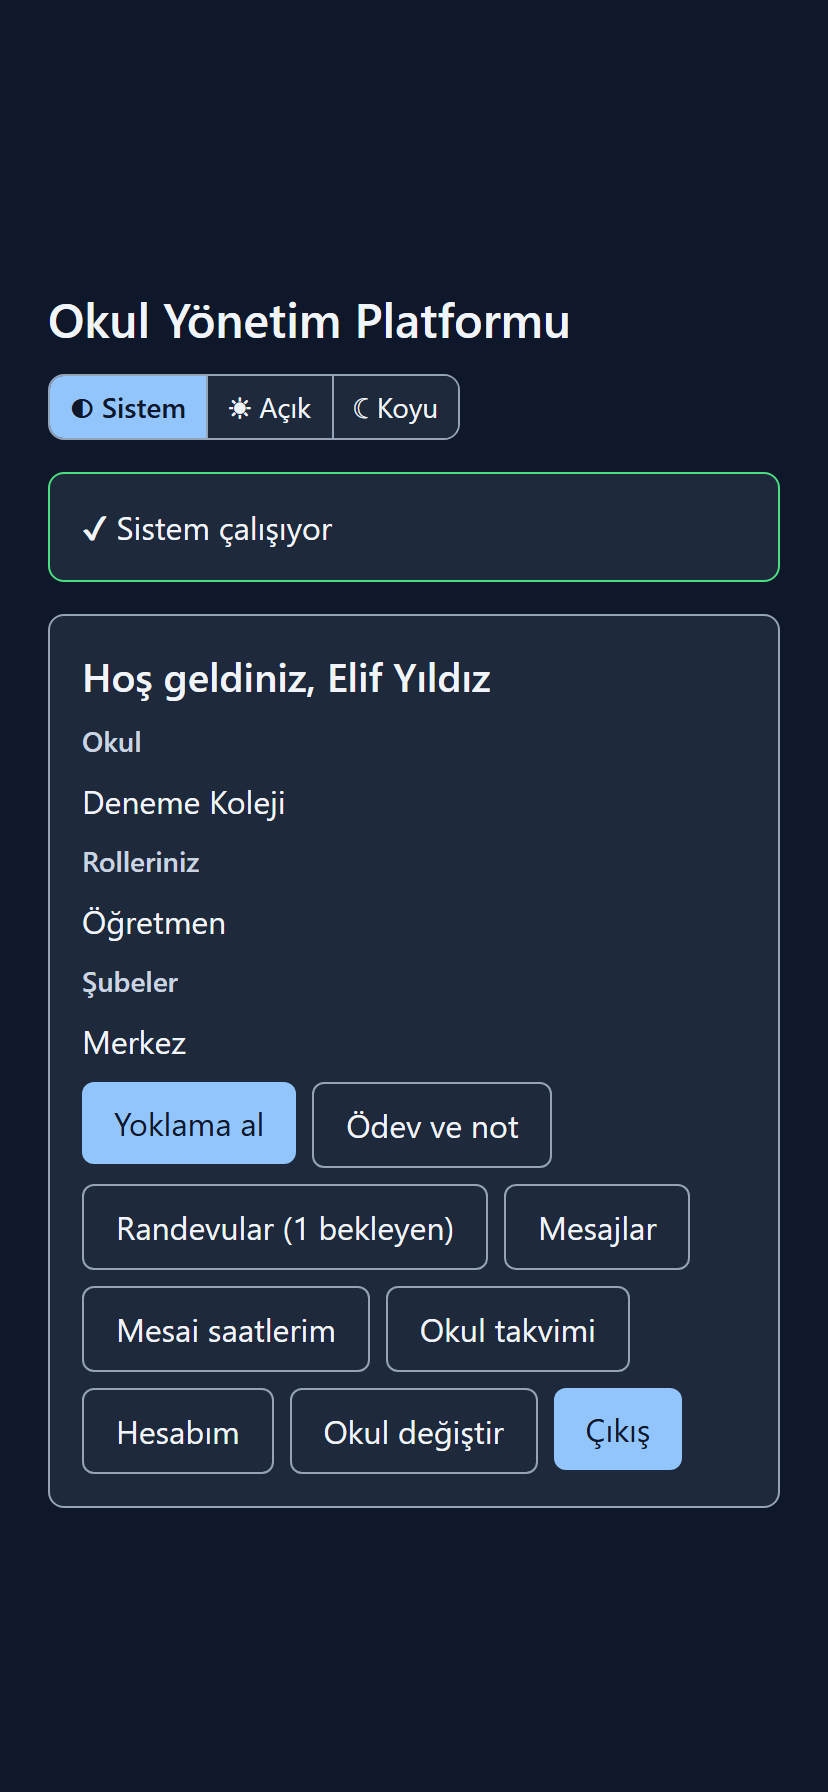 Okul Yönetim Platformu
Sistem Açık Koyu
Sistem çalışıyor
Hoş geldiniz, Elif Yıldız
Okul
Deneme Koleji
Rolleriniz
Öğretmen
Şubeler
Merkez
Yoklama al Ödev ve not
Randevular (1 bekleyen) Mesajlar
Mesai saatlerim Okul takvimi
Hesabım Okul değiştir Çıkış